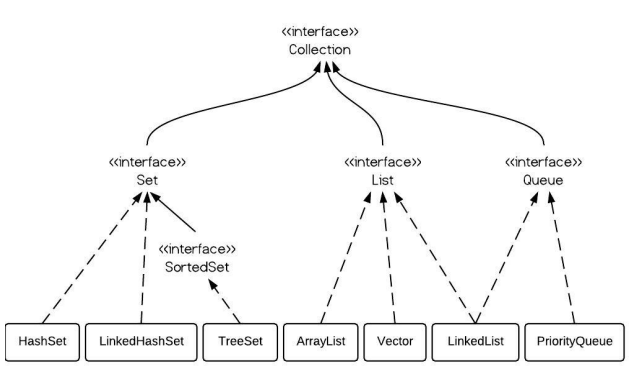 <<interface>>
Collection
<<interface>>
Set
<<interface>>
List
<<interface>>
Queue
<<interface>>
SortedSet
HashSet
LinkedHashSet
TreeSet
ArrayList
Vector
LinkedList
PriorityQueue